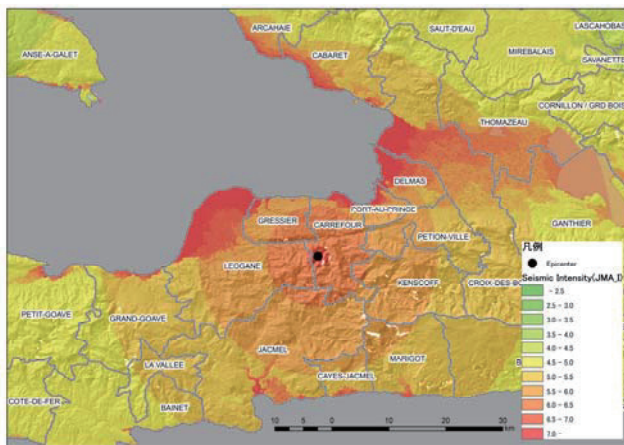 ARCAHAIE
SAUT-D'EAU
LASCAHOBAS
ANSE-A-GALET
CABARET
MIREBALAIS
SAVANETTE
CORNILLON / GRD BOIS
THOMAZEAU
DELMAS
PORT-AU-PRINCE
GRESSIER
CARREFOUR
GANTHIER
PETION-VILLE
LEOGANE
KENSCOFF
CROIX-DES-BO
PETIT-GOAVE
GRAND-GOAVE
JACMEL
MARIGOT
LA VALLEE
CAYES-JACMEL
BAINET
COTE-DE-FER
凡例
Epicenter
Seismic Intensity(JMA_I)
- 2.5
2.5 - 3.0
3.0 - 3.5
3.5 - 4.0
4.0 - 4.5
4.5 - 5.0
5.0 - 5.5
5.5 - 6.0
6.0 - 6.5
6.5 - 7.0
7.0 -
10 5 0 10 20 30
km